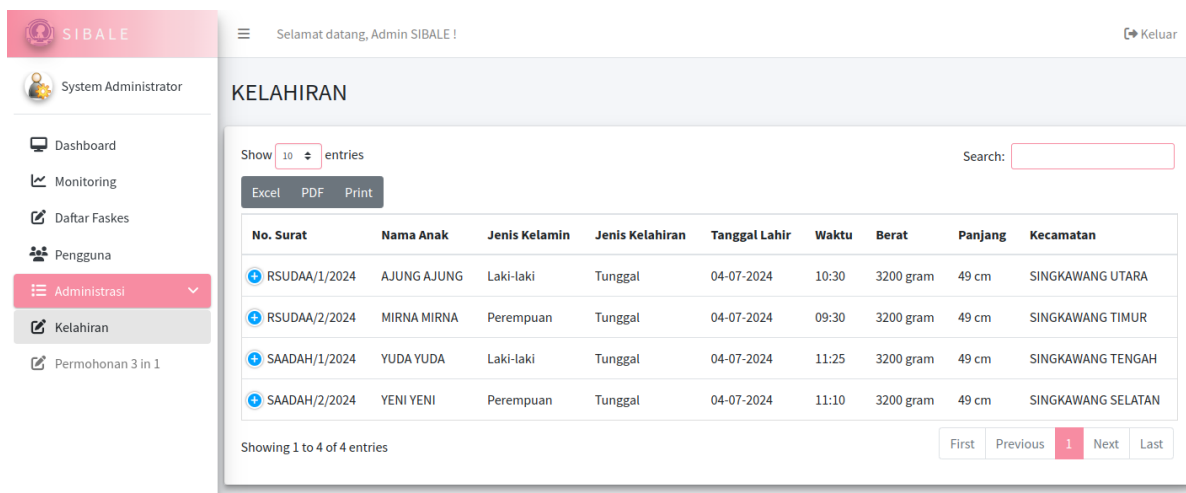 SIBALE
Selamat datang, Admin SIBALE !
Keluar
System Administrator
Dashboard
Monitoring
Daftar Faskes
Pengguna
Administrasi
Kelahiran
Permohonan 3 in 1
KELAHIRAN
Show 10 entries
Search:
Excel PDF Print
No. Surat Nama Anak Jenis Kelamin Jenis Kelahiran Tanggal Lahir Waktu Berat Panjang Kecamatan
RSUDAA/1/2024 AJUNG AJUNG Laki-laki Tunggal 04-07-2024 10:30 3200 gram 49 cm SINGKAWANG UTARA
RSUDAA/2/2024 MIRNA MIRNA Perempuan Tunggal 04-07-2024 09:30 3200 gram 49 cm SINGKAWANG TIMUR
SAADAH/1/2024 YUDA YUDA Laki-laki Tunggal 04-07-2024 11:25 3200 gram 49 cm SINGKAWANG TENGAH
SAADAH/2/2024 YENI YENI Perempuan Tunggal 04-07-2024 11:10 3200 gram 49 cm SINGKAWANG SELATAN
Showing 1 to 4 of 4 entries
First Previous 1 Next Last